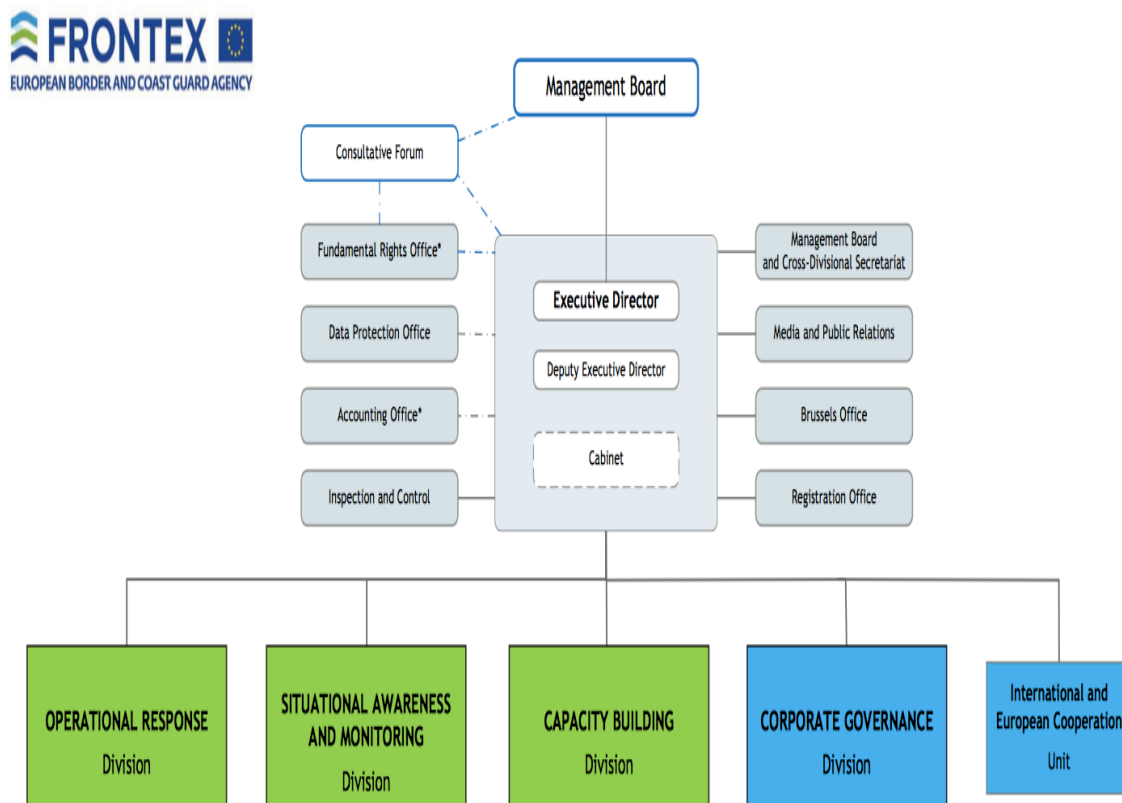 FRONTEX
EUROPEAN BORDER AND COAST GUARD AGENCY
Management Board
Consultative Forum
Fundamental Rights Office*
Management Board
and Cross-Divisional Secretariat
Executive Director
Data Protection Office
Media and Public Relations
Deputy Executive Director
Accounting Office*
Brussels Office
Cabinet
Inspection and Control
Registration Office
OPERATIONAL RESPONSE
Division
SITUATIONAL AWARENESS
AND MONITORING
Division
CAPACITY BUILDING
Division
CORPORATE GOVERNANCE
Division
International and
European Cooperation
Unit